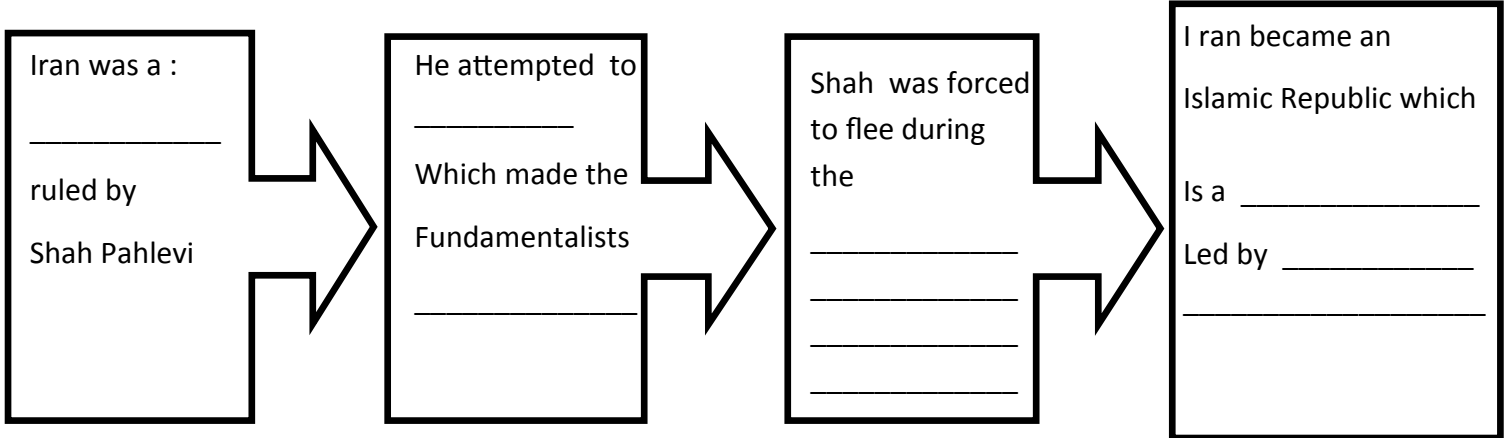 Iran was a :
____________
ruled by
Shah Pahlevi
He attempted  to
__________
Which made the
Fundamentalists
______________
Shah  was forced
to flee during
the
_____________
_____________
_____________
_____________
I ran became an
Islamic Republic which
Is a  _______________
Led by  ____________
___________________